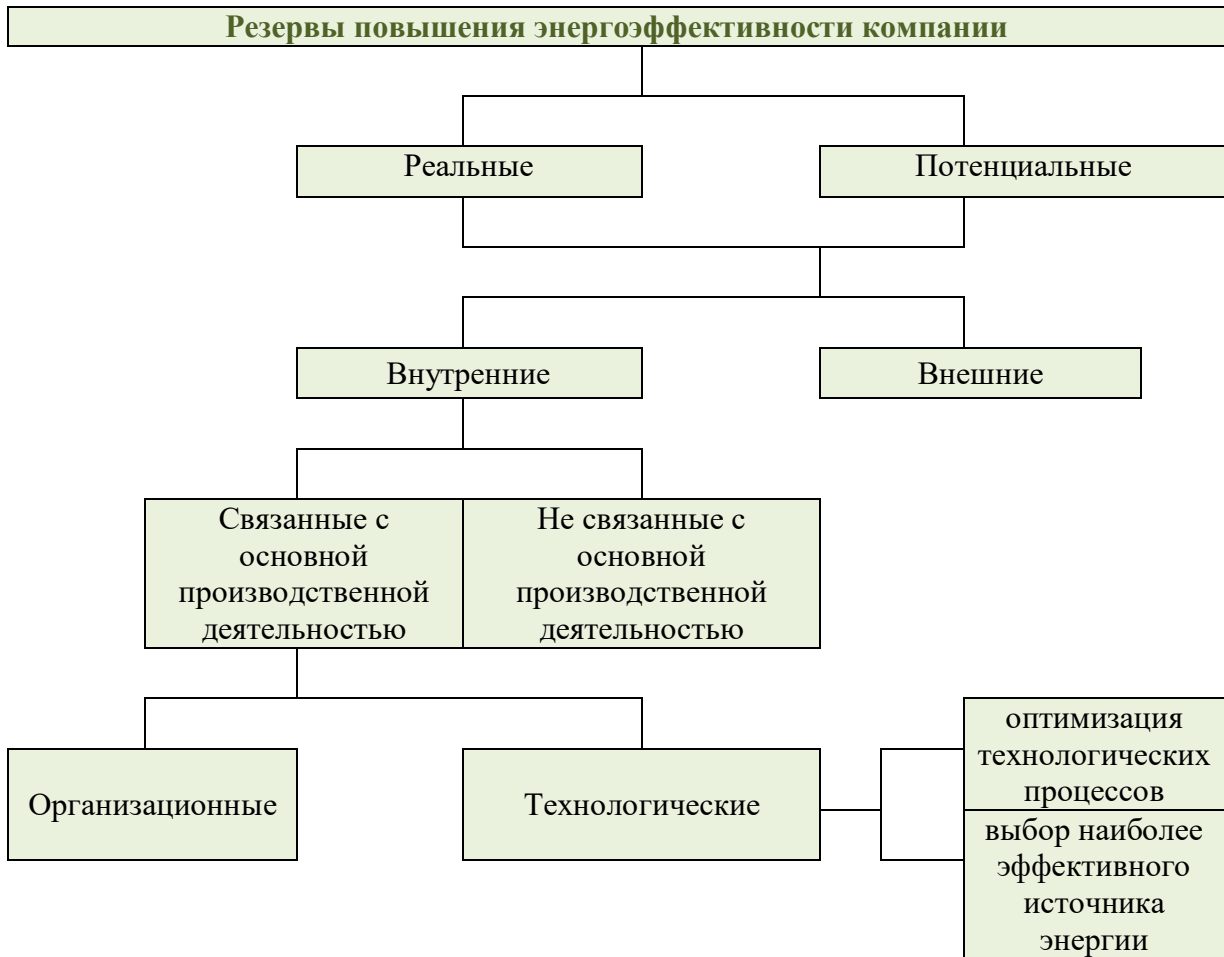 Резервы повышения энергоэффективности компании
Реальные
Потенциальные
Внутренние
Внешние
Связанные с
основной
производственной
деятельностью
Не связанные с
основной
производственной
деятельностью
Организационные
Технологические
оптимизация
технологических
процессов
выбор наиболее
эффективного
источника
энергии